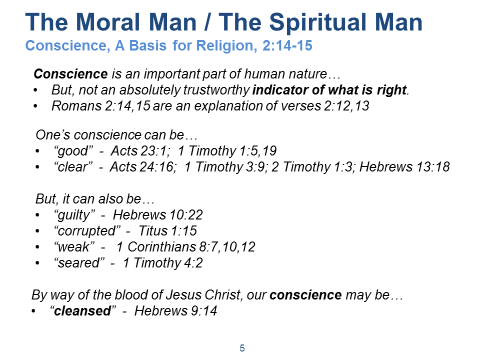 The Moral Man / The Spiritual Man
Conscience, A Basis for Religion, 2:14-15
Conscience is an important part of human nature…
• But, not an absolutely trustworthy indicator of what is right.
• Romans 2:14,15 are an explanation of verses 2:12,13
One's conscience can be…
• "good" - Acts 23:1; 1 Timothy 1:5,19
• "clear" - Acts 24:16; 1 Timothy 3:9; 2 Timothy 1:3; Hebrews 13:18
But, it can also be…
• "guilty" - Hebrews 10:22
• "corrupted" - Titus 1:15
• "weak" - 1 Corinthians 8:7,10,12
• "seared" - 1 Timothy 4:2
By way of the blood of Jesus Christ, our conscience may be…
• "cleansed" - Hebrews 9:14
5